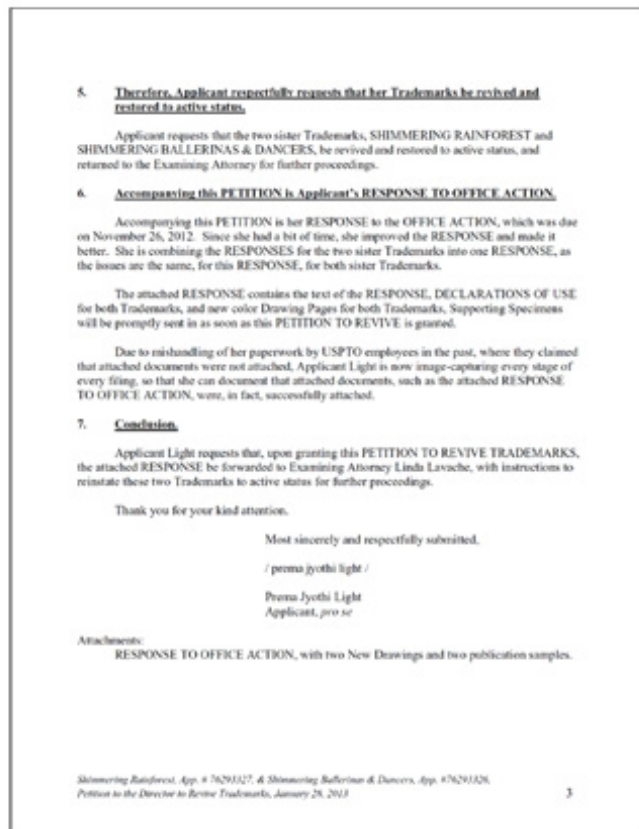 5. Therefore, Applicant respectfully requests that her Trademarks be revived and
restored to active status.
Applicant requests that the two sister Trademarks, SHIMMERING RAINFOREST and
SHIMMERING BALLERINAS & DANCERS, be revived and restored to active status, and
returned to the Examining Attorney for further proceedings.
6. Accompanying this PETITION is Applicant's RESPONSE TO OFFICE ACTION.
Accompanying this PETITION is her RESPONSE to the OFFICE ACTION, which was due
on November 26, 2012. Since she had a bit of time, she improved the RESPONSE and made it
better. She is combining the RESPONSES for the two sister Trademarks into one RESPONSE, as
the issues are the same, for this RESPONSE, for both sister Trademarks.
The attached RESPONSE contains the text of the RESPONSE, DECLARATIONS OF USE
for both Trademarks, and new color Drawing Pages for both Trademarks, Supporting Specimens
will be promptly sent in as soon as this PETITION TO REVIVE is granted.
Due to mishandling of her paperwork by USPTO employees in the past, where they claimed
that attached documents were not attached, Applicant Light is now image-capturing every stage of
every filing, so that she can document that attached documents, such as the attached RESPONSE
TO OFFICE ACTION, were, in fact, successfully attached.
7. Conclusion.
Applicant Light requests that, upon granting this PETITION TO REVIVE TRADEMARKS,
the attached RESPONSE be forwarded to Examining Attorney Linda Lavache, with instructions to
reinstate these two Trademarks to active status for further proceedings.
Thank you for your kind attention.
Most sincerely and respectfully submitted,
/ prema jyothi light /
Prema Jyothi Light
Applicant, pro se
Attachments:
RESPONSE TO OFFICE ACTION, with two New Drawings and two publication samples.
Shimmering Rainforest, App. # 76293327, & Shimmering Ballerinas & Dancers, App. #76293326,
Petition to the Director to Revive Trademarks, January 28, 2013
3